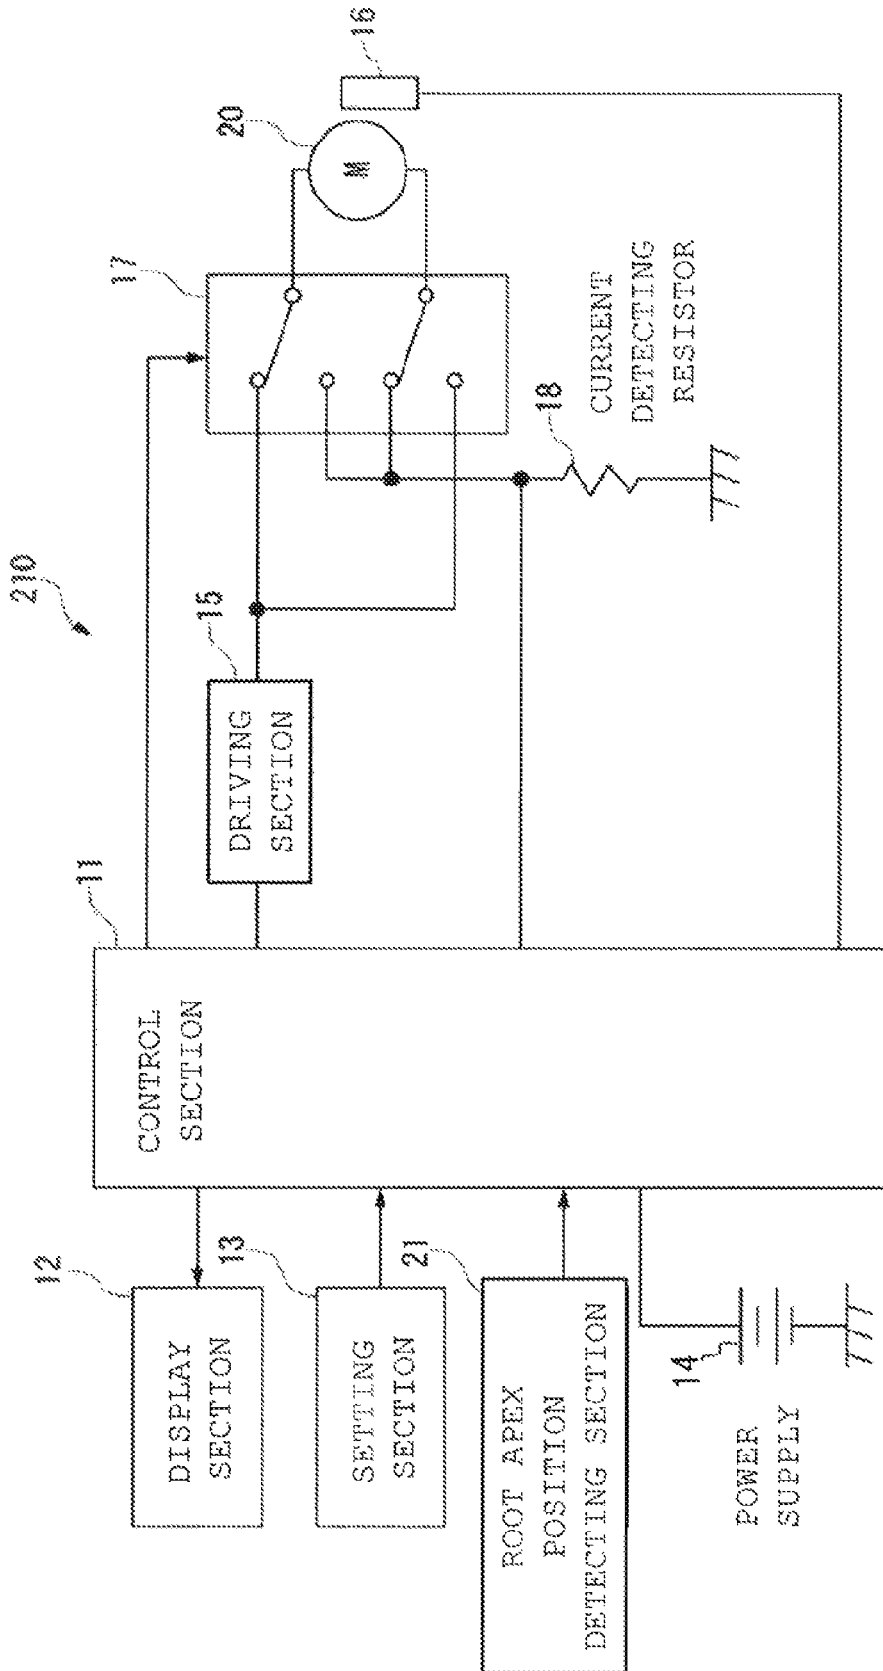 210
11
CONTROL
SECTION
12
DISPLAY
SECTION
13
SETTING
SECTION
21
ROOT APEX
POSITION
DETECTING SECTION
14
POWER
SUPPLY
15
DRIVING
SECTION
17
20
M
16
18
CURRENT
DETECTING
RESISTOR